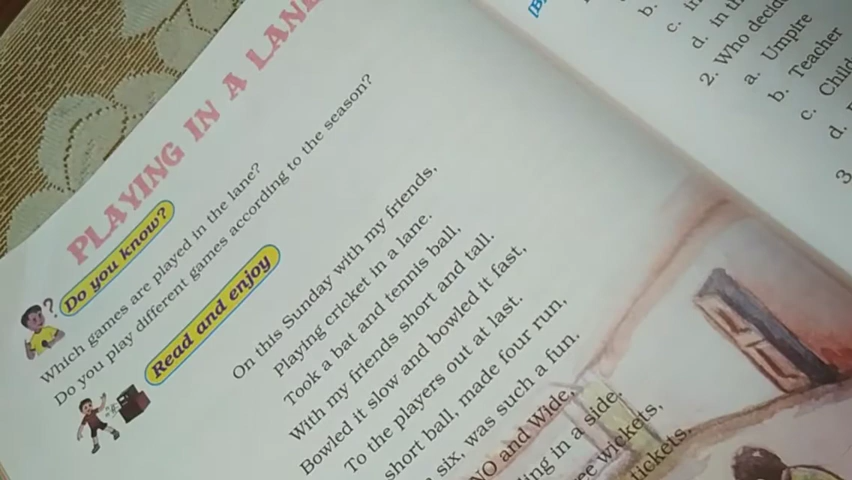 PLAYING IN A LANE
Do you know?
Which games are played in the lane?
Do you play different games according to the season?
Read and enjoy
On this Sunday with my friends,
Playing cricket in a lane.
Took a bat and tennis ball,
With my friends short and tall.
Bowled it slow and bowled it fast,
To the players out at last.
short ball, made four run,
six, was such a fun.
NO and Wide,
in a side.
wickets,
tickets.
[B]
b.
c.
d. in
2. Who
a. Umpire
b. Teacher
c.
d.
3